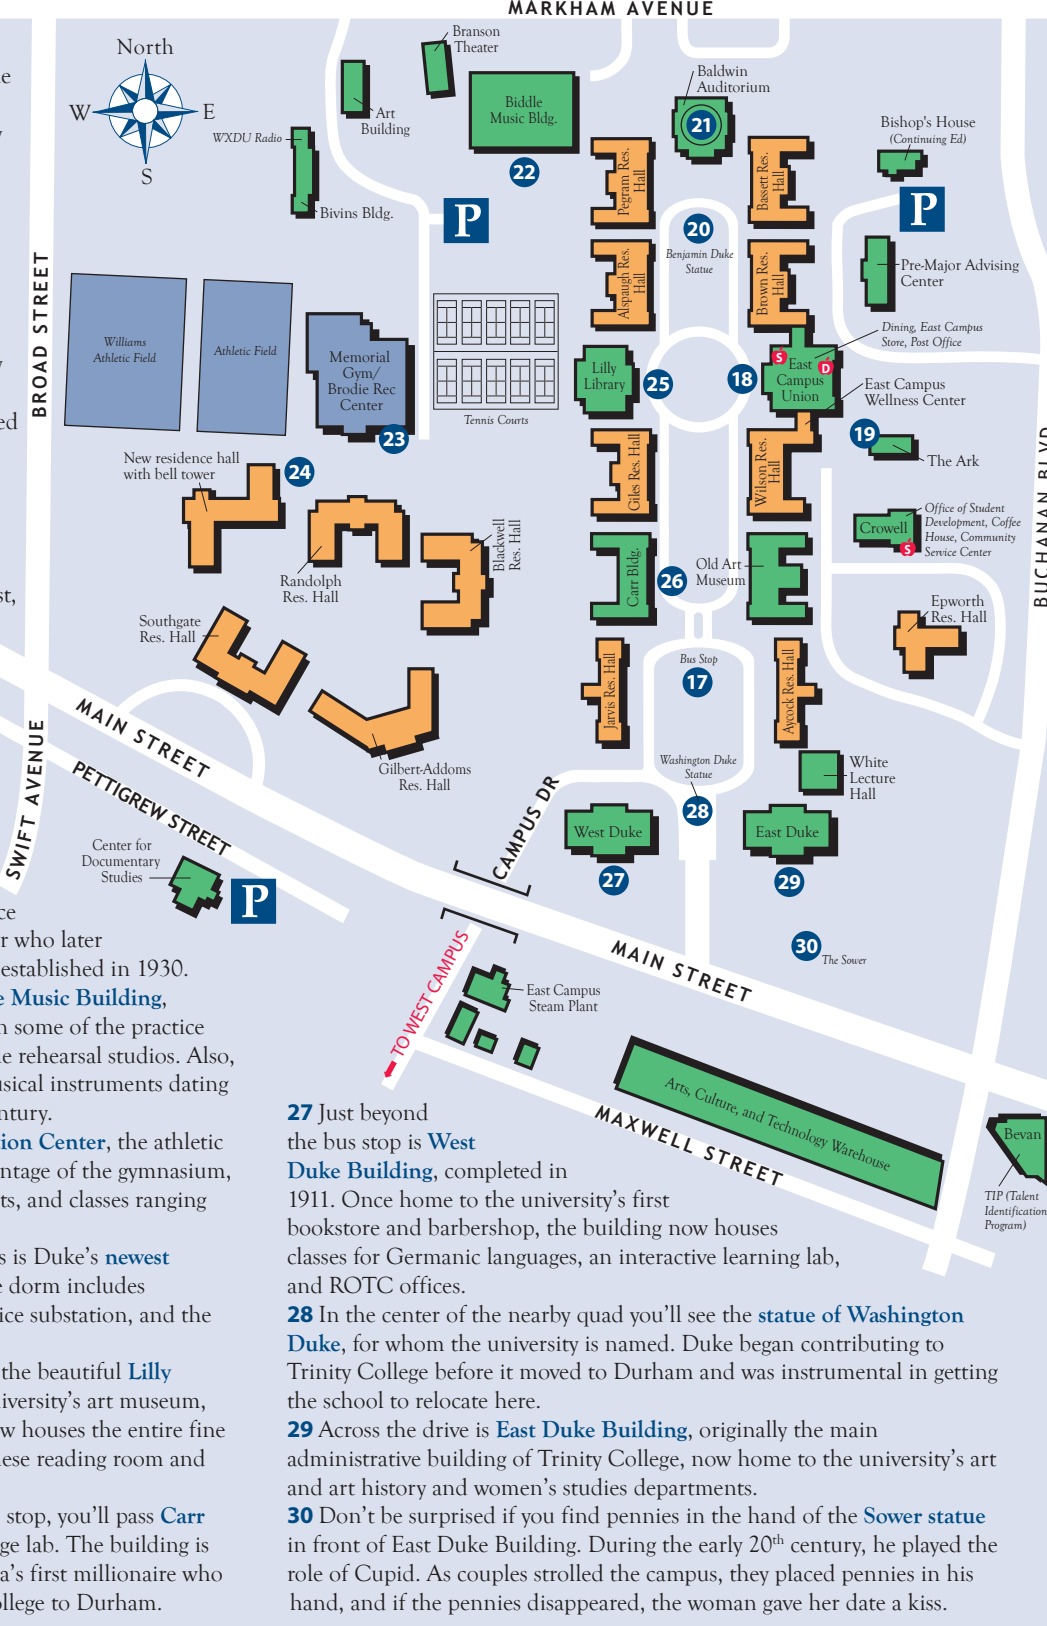 MARKHAM AVENUE
North
W
E
S
Branson
Theater
Art
Building
WXDU Radio
Bivins Bldg.
Biddle
Music Bldg.
22
P
Baldwin
Auditorium
21
Bishop's House
(Continuing Ed)
P
Pegram Res.
Hall
Bassett Res.
Hall
20
Benjamin Duke
Statue
Alspaugh Res.
Hall
Brown Res.
Hall
Pre-Major Advising
Center
BROAD STREET
Williams
Athletic Field
Athletic Field
Memorial
Gym/
Brodie Rec
Center
23
Tennis Courts
Lilly
Library
25
18
S
D
East
Campus
Union
Dining, East Campus
Store, Post Office
East Campus
Wellness Center
19
The Ark
New residence hall
with bell tower
24
Giles Res. Hall
Wilson Res.
Hall
Crowell
S
Office of Student
Development, Coffee
House, Community
Service Center
BUCHANAN BLVD
Randolph
Res. Hall
Blackwell
Res. Hall
Carr Bldg.
26
Old Art
Museum
Epworth
Res. Hall
Southgate
Res. Hall
Bus Stop
17
Jarvis Res. Hall
Aycock Res. Hall
Gilbert-Addoms
Res. Hall
MAIN STREET
SWIFT AVENUE
PETTIGREW STREET
Washington Duke
Statue
28
White
Lecture
Hall
CAMPUS DR
West Duke
27
East Duke
29
Center for
Documentary
Studies
P
30
The Sower
MAIN STREET
TO WEST CAMPUS
East Campus
Steam Plant
Arts, Culture, and Technology Warehouse
MAXWELL STREET
Bevan
TIP (Talent
Identification
Program)
r who later
established in 1930.
e Music Building,
n some of the practice
e rehearsal studios. Also,
usical instruments dating
ntury.
tion Center, the athletic
ntage of the gymnasium,
ts, and classes ranging
s is Duke's newest
e dorm includes
ice substation, and the
the beautiful Lilly
iversity's art museum,
w houses the entire fine
ese reading room and
stop, you'll pass Carr
ge lab. The building is
a's first millionaire who
ollege to Durham.
27 Just beyond
the bus stop is West
Duke Building, completed in
1911. Once home to the university's first
bookstore and barbershop, the building now houses
classes for Germanic languages, an interactive learning lab,
and ROTC offices.
28 In the center of the nearby quad you'll see the statue of Washington
Duke, for whom the university is named. Duke began contributing to
Trinity College before it moved to Durham and was instrumental in getting
the school to relocate here.
29 Across the drive is East Duke Building, originally the main
administrative building of Trinity College, now home to the university's art
and art history and women's studies departments.
30 Don't be surprised if you find pennies in the hand of the Sower statue
in front of East Duke Building. During the early 20th century, he played the
role of Cupid. As couples strolled the campus, they placed pennies in his
hand, and if the pennies disappeared, the woman gave her date a kiss.